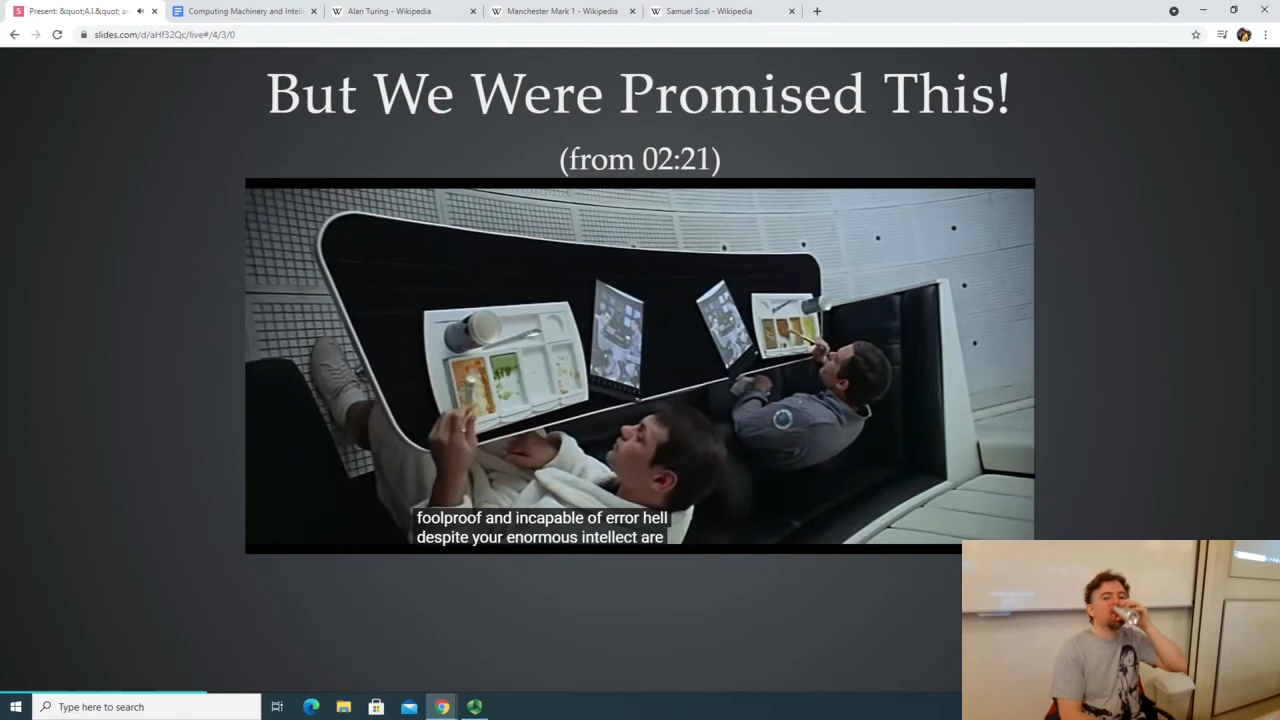 Present: &quot;A.I.&quot; a
Computing Machinery and Intelli
Alan Turing - Wikipedia
Manchester Mark 1 - Wikipedia
Samuel Soal - Wikipedia
slides.com/d/aHf32Qc/live#/4/3/0
But We Were Promised This!
(from 02:21)
foolproof and incapable of error hell
despite your enormous intellect are
Type here to search